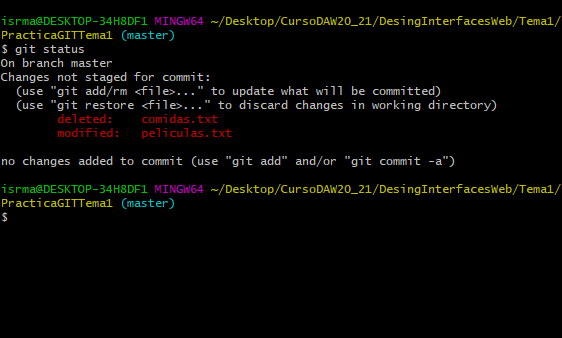 isrma@DESKTOP-34H8DF1 MINGW64 ~/Desktop/CursoDAW20_21/DesingInterfacesWeb/Tema1/
PracticaGITTema1 (master)
$ git status
On branch master
Changes not staged for commit:
  (use "git add/rm <file>..." to update what will be committed)
  (use "git restore <file>..." to discard changes in working directory)
        deleted:    comidas.txt
        modified:   peliculas.txt

no changes added to commit (use "git add" and/or "git commit -a")

isrma@DESKTOP-34H8DF1 MINGW64 ~/Desktop/CursoDAW20_21/DesingInterfacesWeb/Tema1/
PracticaGITTema1 (master)
$